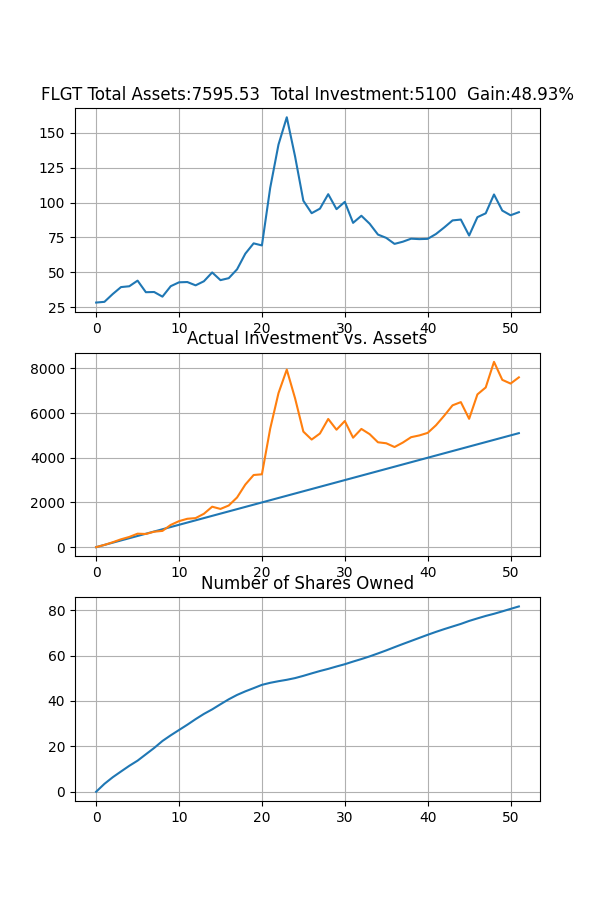 FLGT Total Assets:7595.53  Total Investment:5100  Gain:48.93%
150
125
100
75
50
25
0 10 20 30 40 50
Actual Investment vs. Assets
8000
6000
4000
2000
0
0 10 20 30 40 50
Number of Shares Owned
80
60
40
20
0
0 10 20 30 40 50